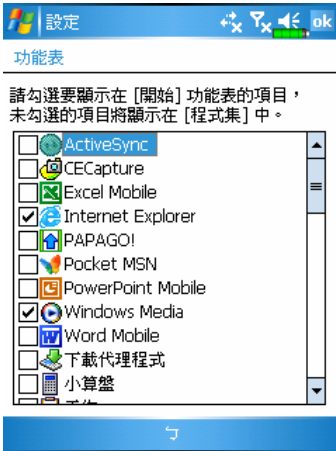 設定
ok
功能表
請勾選要顯示在 [開始] 功能表的項目，
未勾選的項目將顯示在 [程式集] 中。
ActiveSync
CECapture
Excel Mobile
Internet Explorer
PAPAGO!
Pocket MSN
PowerPoint Mobile
Windows Media
Word Mobile
下載代理程式
小算盤
ㄅ